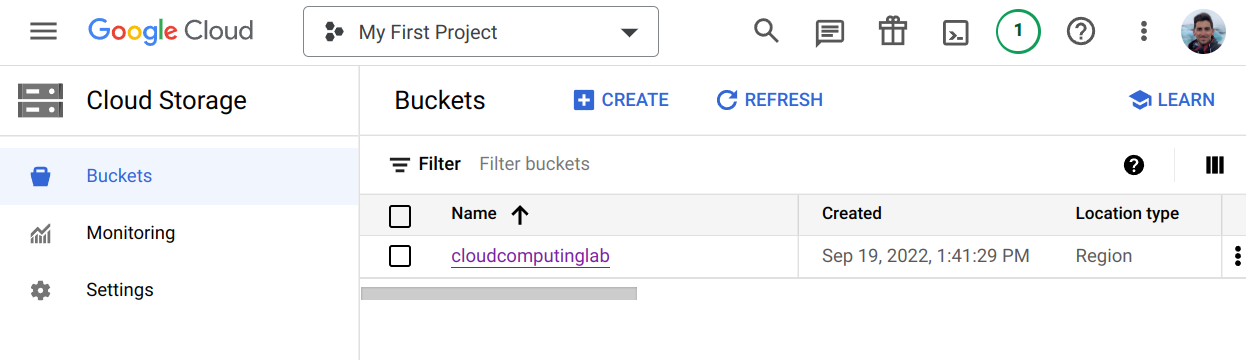 Google Cloud
My First Project
1
Cloud Storage
Buckets
CREATE
REFRESH
LEARN
Buckets
Monitoring
Settings
Filter Filter buckets
Name Created Location type
cloudcomputinglab Sep 19, 2022, 1:41:29 PM Region